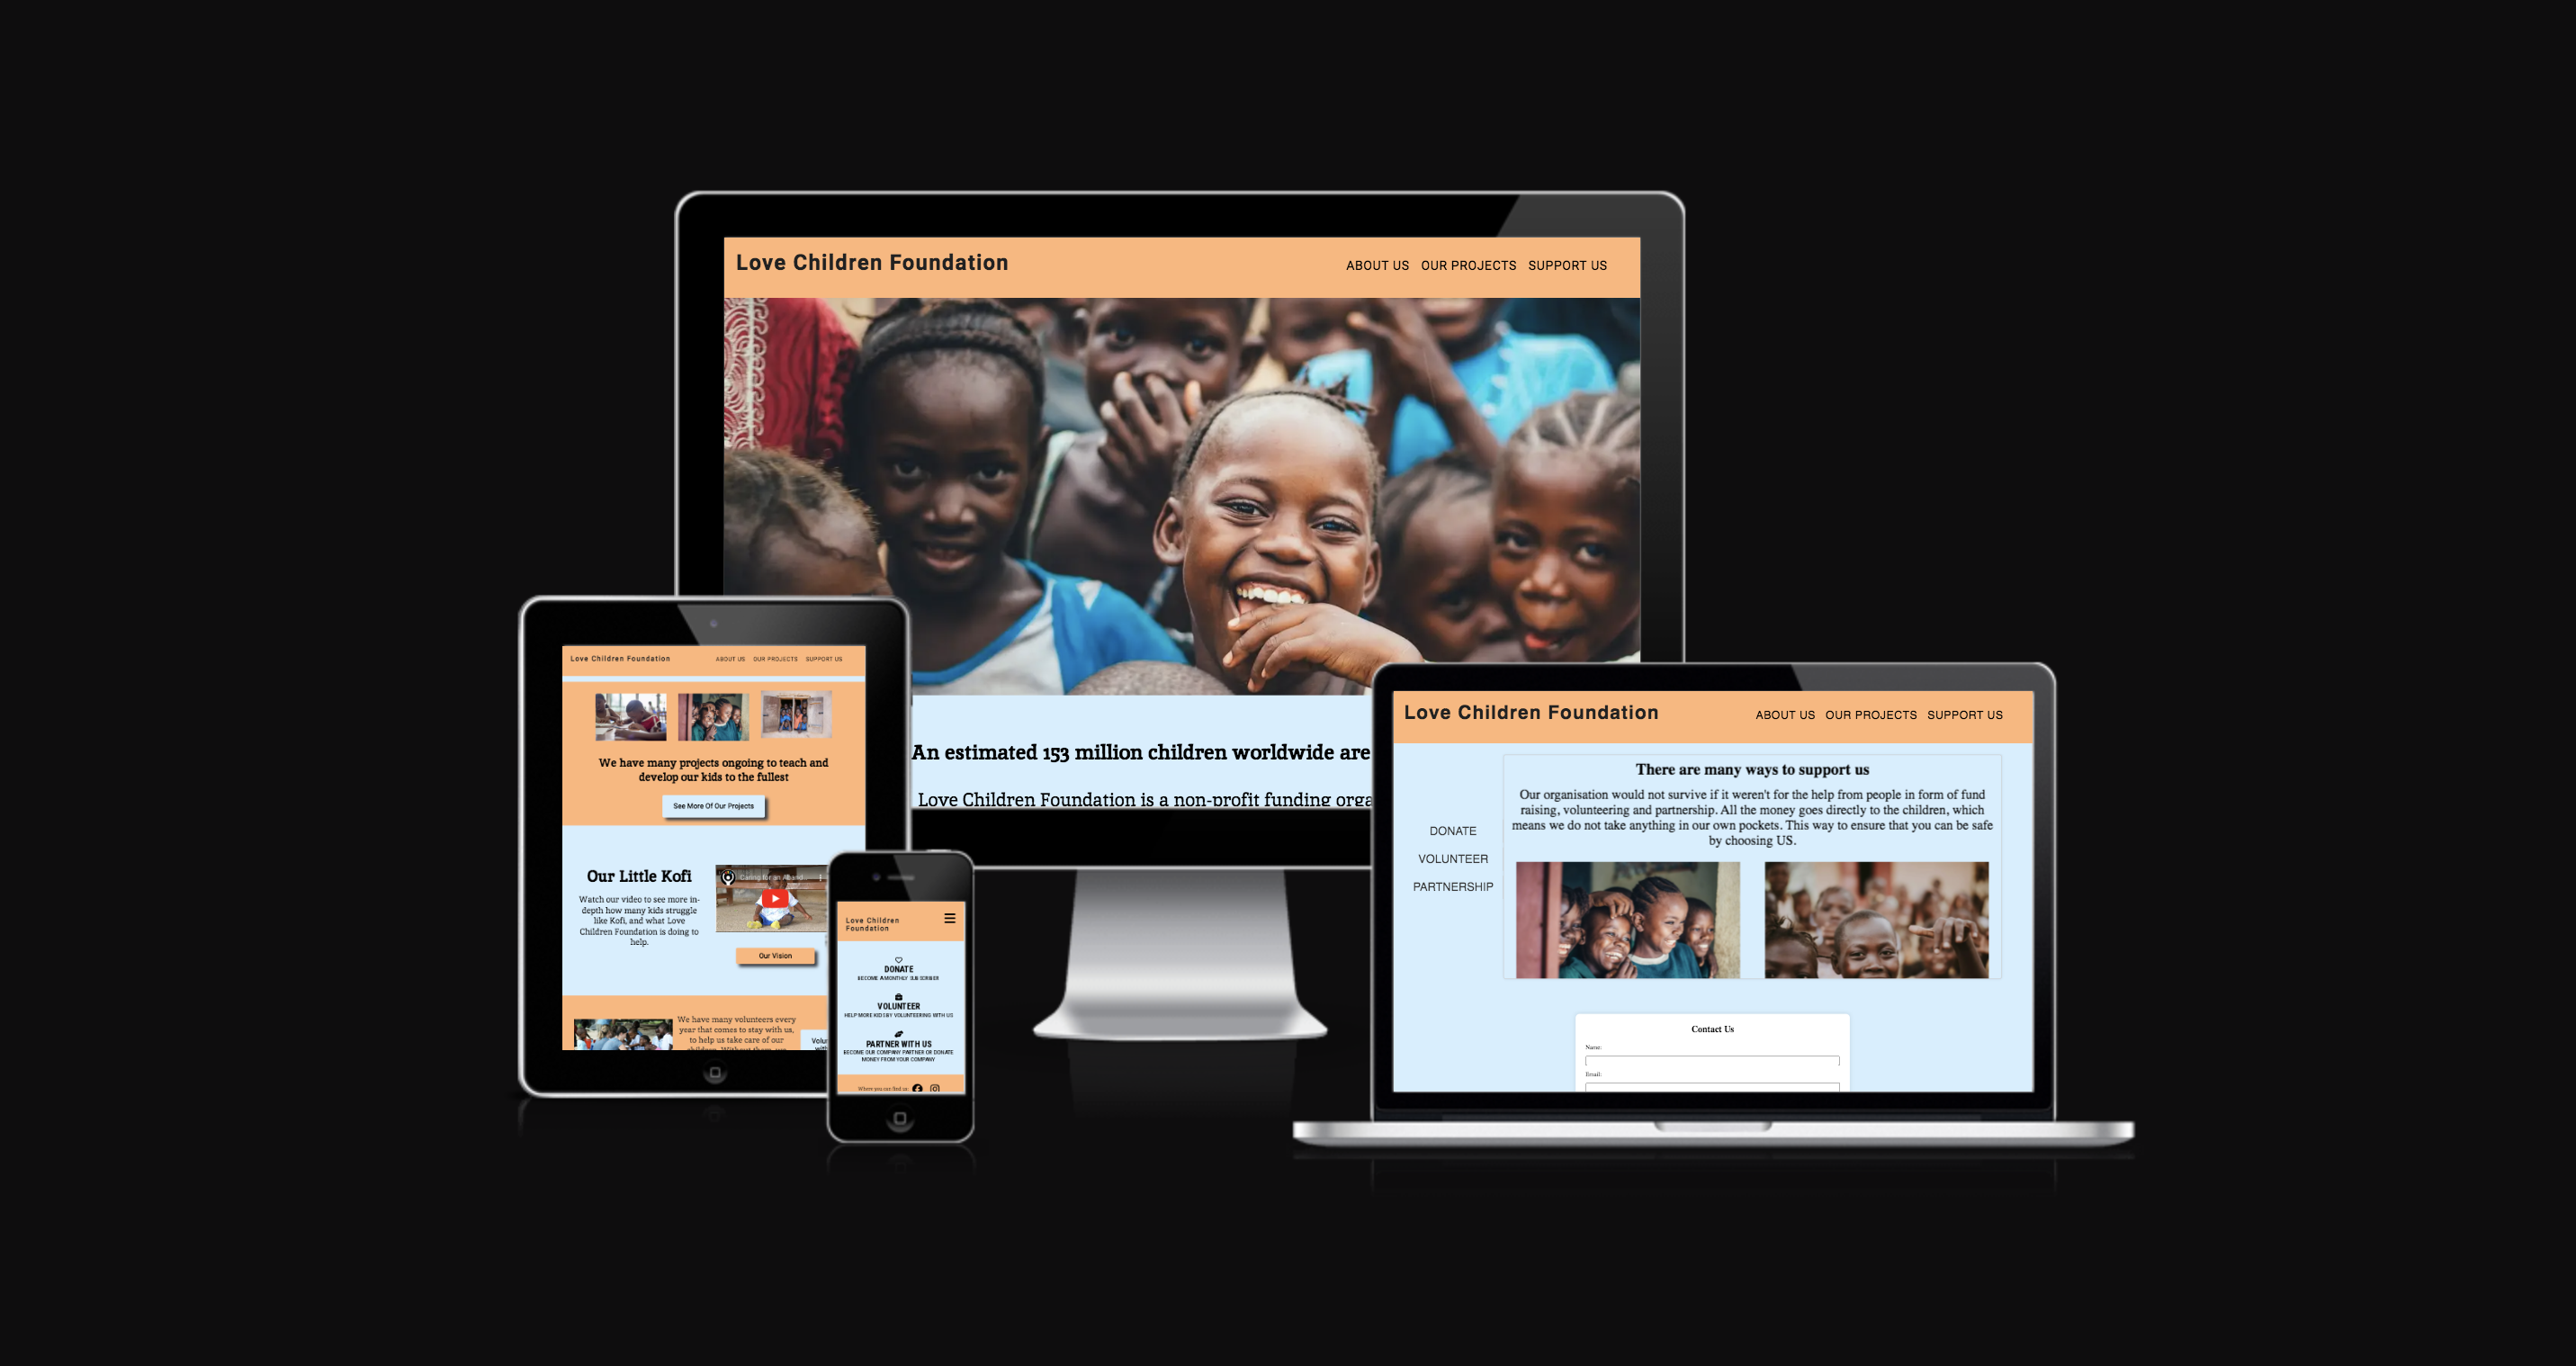 Love Children Foundation
ABOUT US OUR PROJECTS SUPPORT US
An estimated 153 million children worldwide are
Love Children Foundation is a non-profit funding orga
Love Children Foundation
ABOUT US OUR PROJECTS SUPPORT US
We have many projects ongoing to teach and
develop our kids to the fullest
See More Of Our Projects
Our Little Kofi
Watch our video to see more in-
depth how many kids struggle
like Kofi, and what Love
Children Foundation is doing to
help.
Caring for an Aband...
Our Vision
We have many volunteers every
year that comes to stay with us,
to help us take care of our
children. Without them, we
Volu
with
Love Children
Foundation
DONATE
BECOME A MONTHLY SUBSCRIBER
VOLUNTEER
HELP MORE KIDS BY VOLUNTEERING WITH US
PARTNER WITH US
BECOME OUR COMPANY PARTNER OR DONATE
MONEY FROM YOUR COMPANY
Where you can find us:
Love Children Foundation
ABOUT US OUR PROJECTS SUPPORT US
DONATE
VOLUNTEER
PARTNERSHIP
There are many ways to support us
Our organisation would not survive if it weren't for the help from people in form of fund
raising, volunteering and partnership. All the money goes directly to the children, which
means we do not take anything in our own pockets. This way to ensure that you can be safe
by choosing US.
Contact Us
Name:
Email: